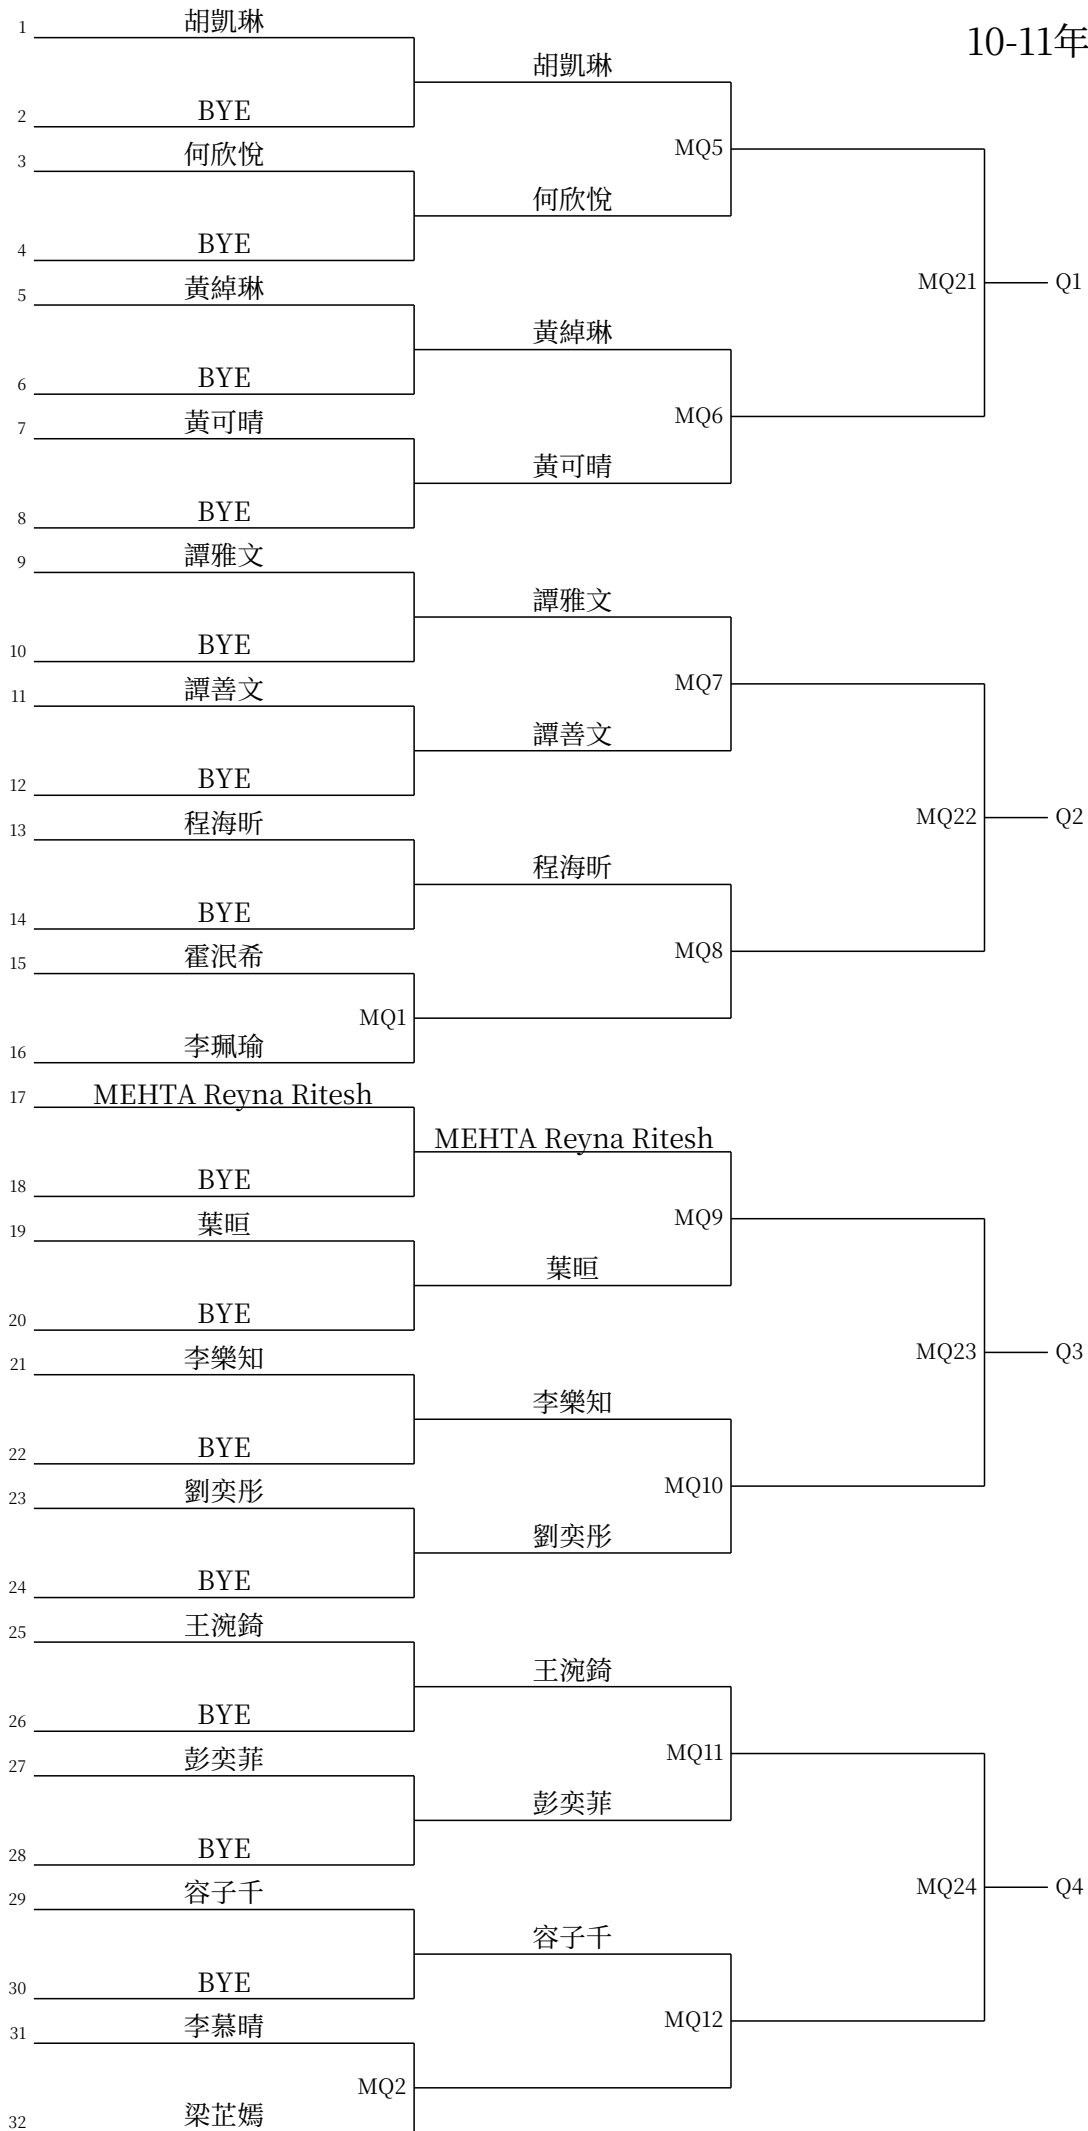 1 胡凱琳
10-11年
胡凱琳
2 BYE
MQ5
3 何欣悅
何欣悅
4 BYE
MQ21 Q1
5 黃綽琳
黃綽琳
6 BYE
MQ6
7 黃可晴
黃可晴
8 BYE
9 譚雅文
譚雅文
10 BYE
MQ7
11 譚善文
譚善文
12 BYE
MQ22 Q2
13 程海昕
程海昕
14 BYE
MQ8
15 霍泯希
MQ1
16 李珮瑜
17 MEHTA Reyna Ritesh
MEHTA Reyna Ritesh
18 BYE
MQ9
19 葉晅
葉晅
20 BYE
MQ23 Q3
21 李樂知
李樂知
22 BYE
MQ10
23 劉奕彤
劉奕彤
24 BYE
25 王涴錡
王涴錡
26 BYE
MQ11
27 彭奕菲
彭奕菲
28 BYE
MQ24 Q4
29 容子千
容子千
30 BYE
MQ12
31 李慕晴
MQ2
32 梁芷嫣